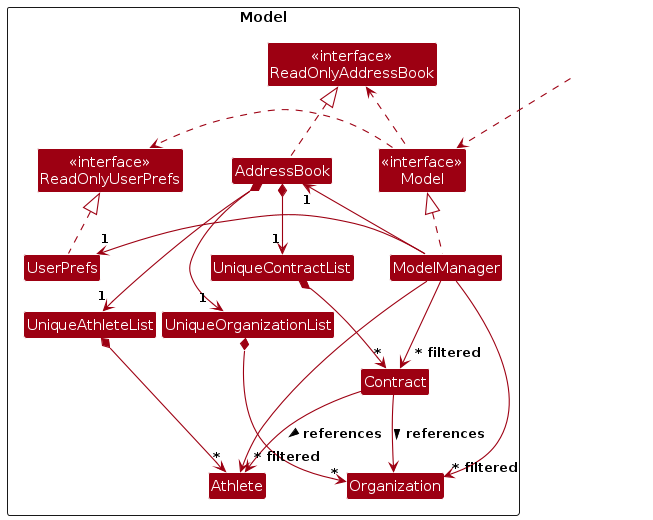 Model
«interface»
ReadOnlyAddressBook
«interface»
ReadOnlyUserPrefs
AddressBook
«interface»
Model
1
1
1
1
UserPrefs
UniqueContractList
ModelManager
1
1
UniqueAthleteList
UniqueOrganizationList
* * filtered
Contract
references
references
*
* filtered
*
* filtered
Athlete
Organization